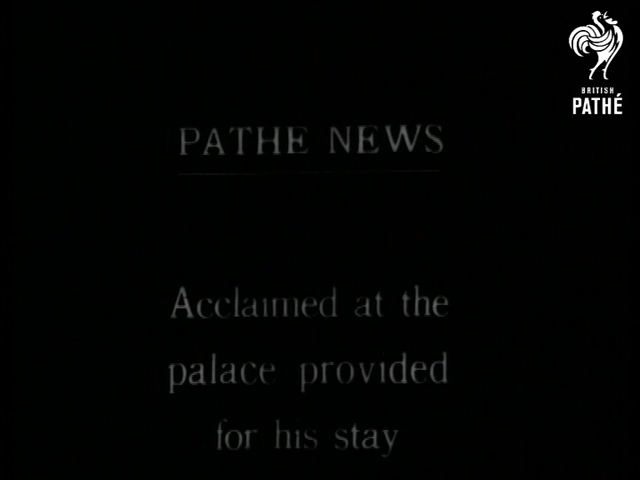 BRITISH
PATHÉ
PATHE NEWS
Acclaimed at the
palace provided
for his stay